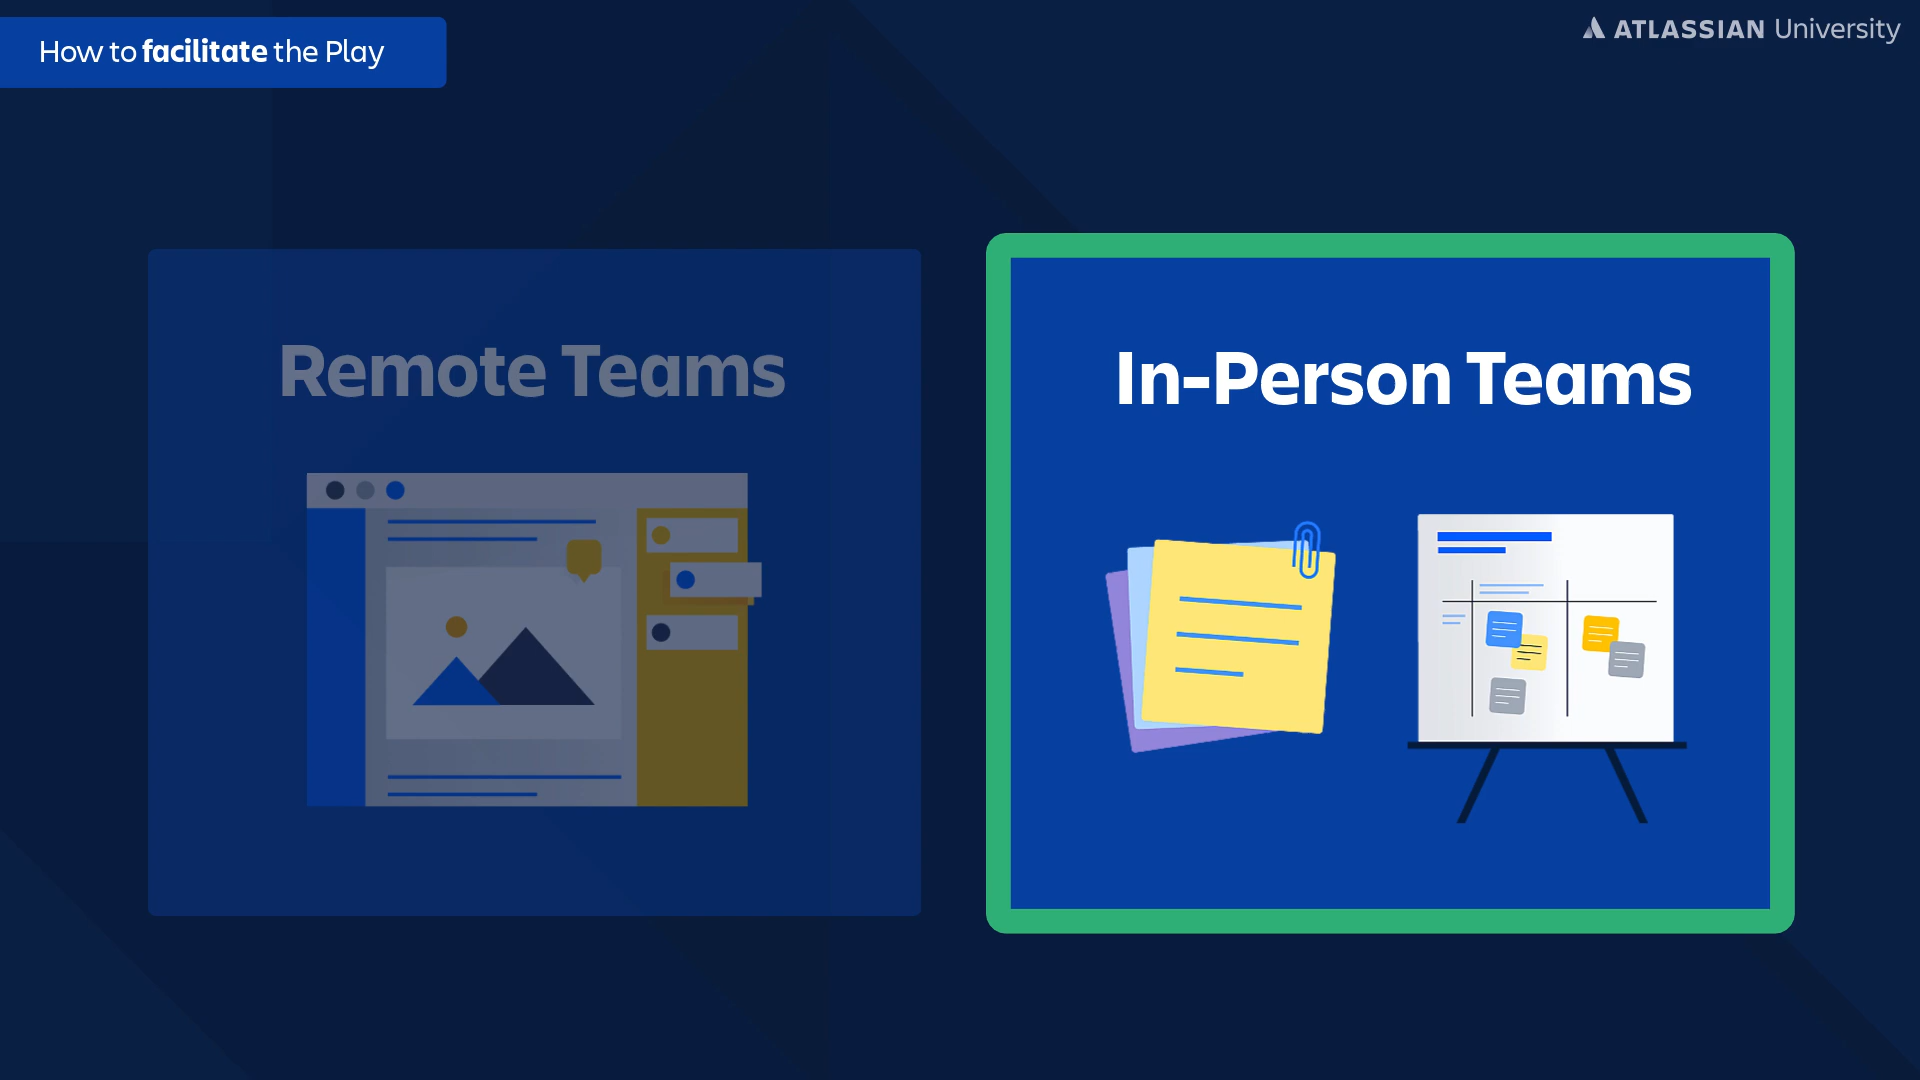 How to facilitate the Play
ATLASSIAN University
Remote Teams
In-Person Teams